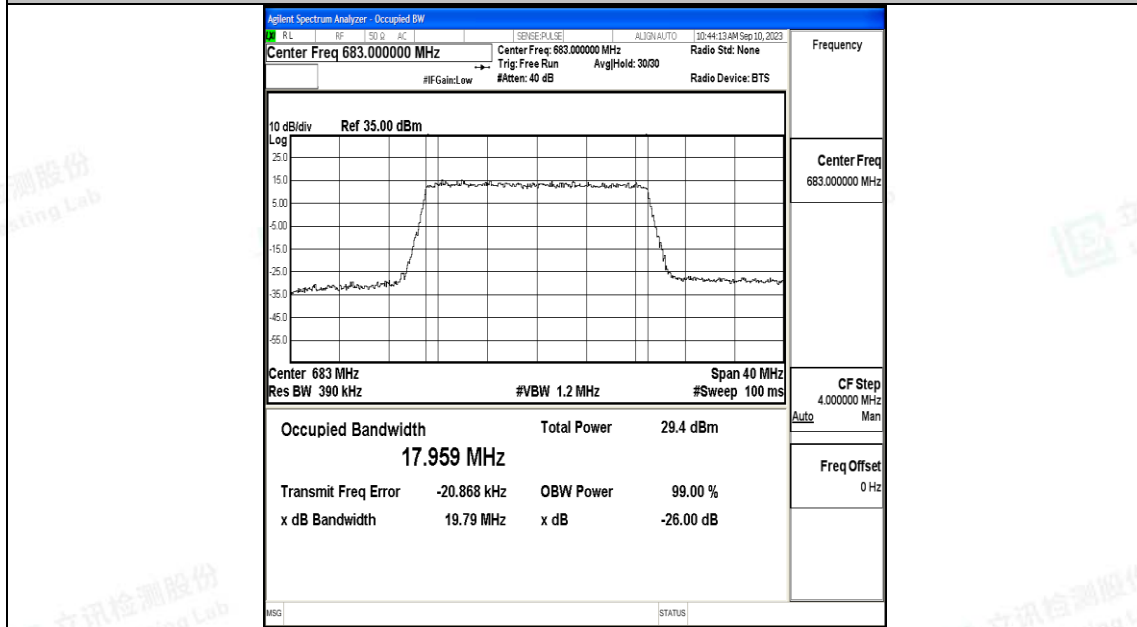 Agilent Spectrum Analyzer - Occupied BW
LXI RL RF 50 Ω AC SENSE:PULSE ALIGN AUTO 10:44:13 AM Sep 10, 2023
Center Freq 683.000000 MHz Center Freq: 683.000000 MHz Radio Std: None Frequency
Trig: Free Run Avg|Hold: 30/30
#IFGain:Low #Atten: 40 dB Radio Device: BTS
10 dB/div Ref 35.00 dBm
Log
25.0
15.0
5.00
-5.00
-15.0
-25.0
-35.0
-45.0
-55.0
Center Freq
683.000000 MHz
Center 683 MHz Span 40 MHz
Res BW 390 kHz #VBW 1.2 MHz #Sweep 100 ms
CF Step
4.000000 MHz
Auto Man
Occupied Bandwidth Total Power 29.4 dBm
17.959 MHz
Freq Offset
0 Hz
Transmit Freq Error -20.868 kHz OBW Power 99.00 %
x dB Bandwidth 19.79 MHz x dB -26.00 dB
MSG STATUS
立讯检测股份